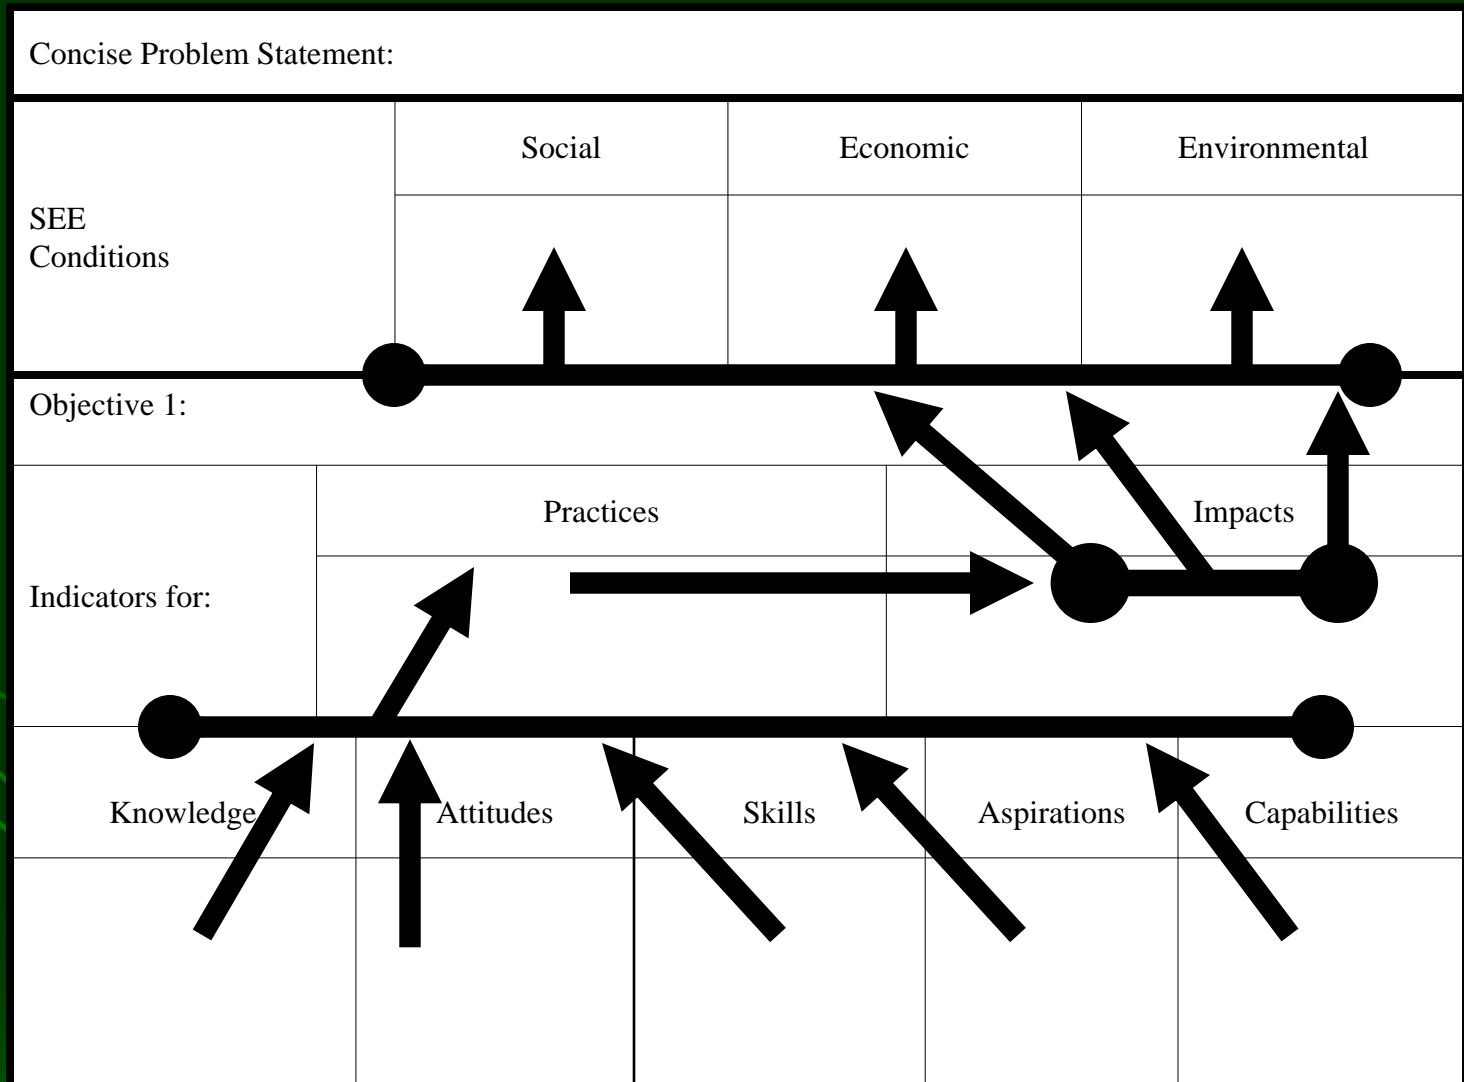 Concise Problem Statement:
Social Economic Environmental
SEE
Conditions
Objective 1:
Practices Impacts
Indicators for:
Knowledge Attitudes Skills Aspirations Capabilities